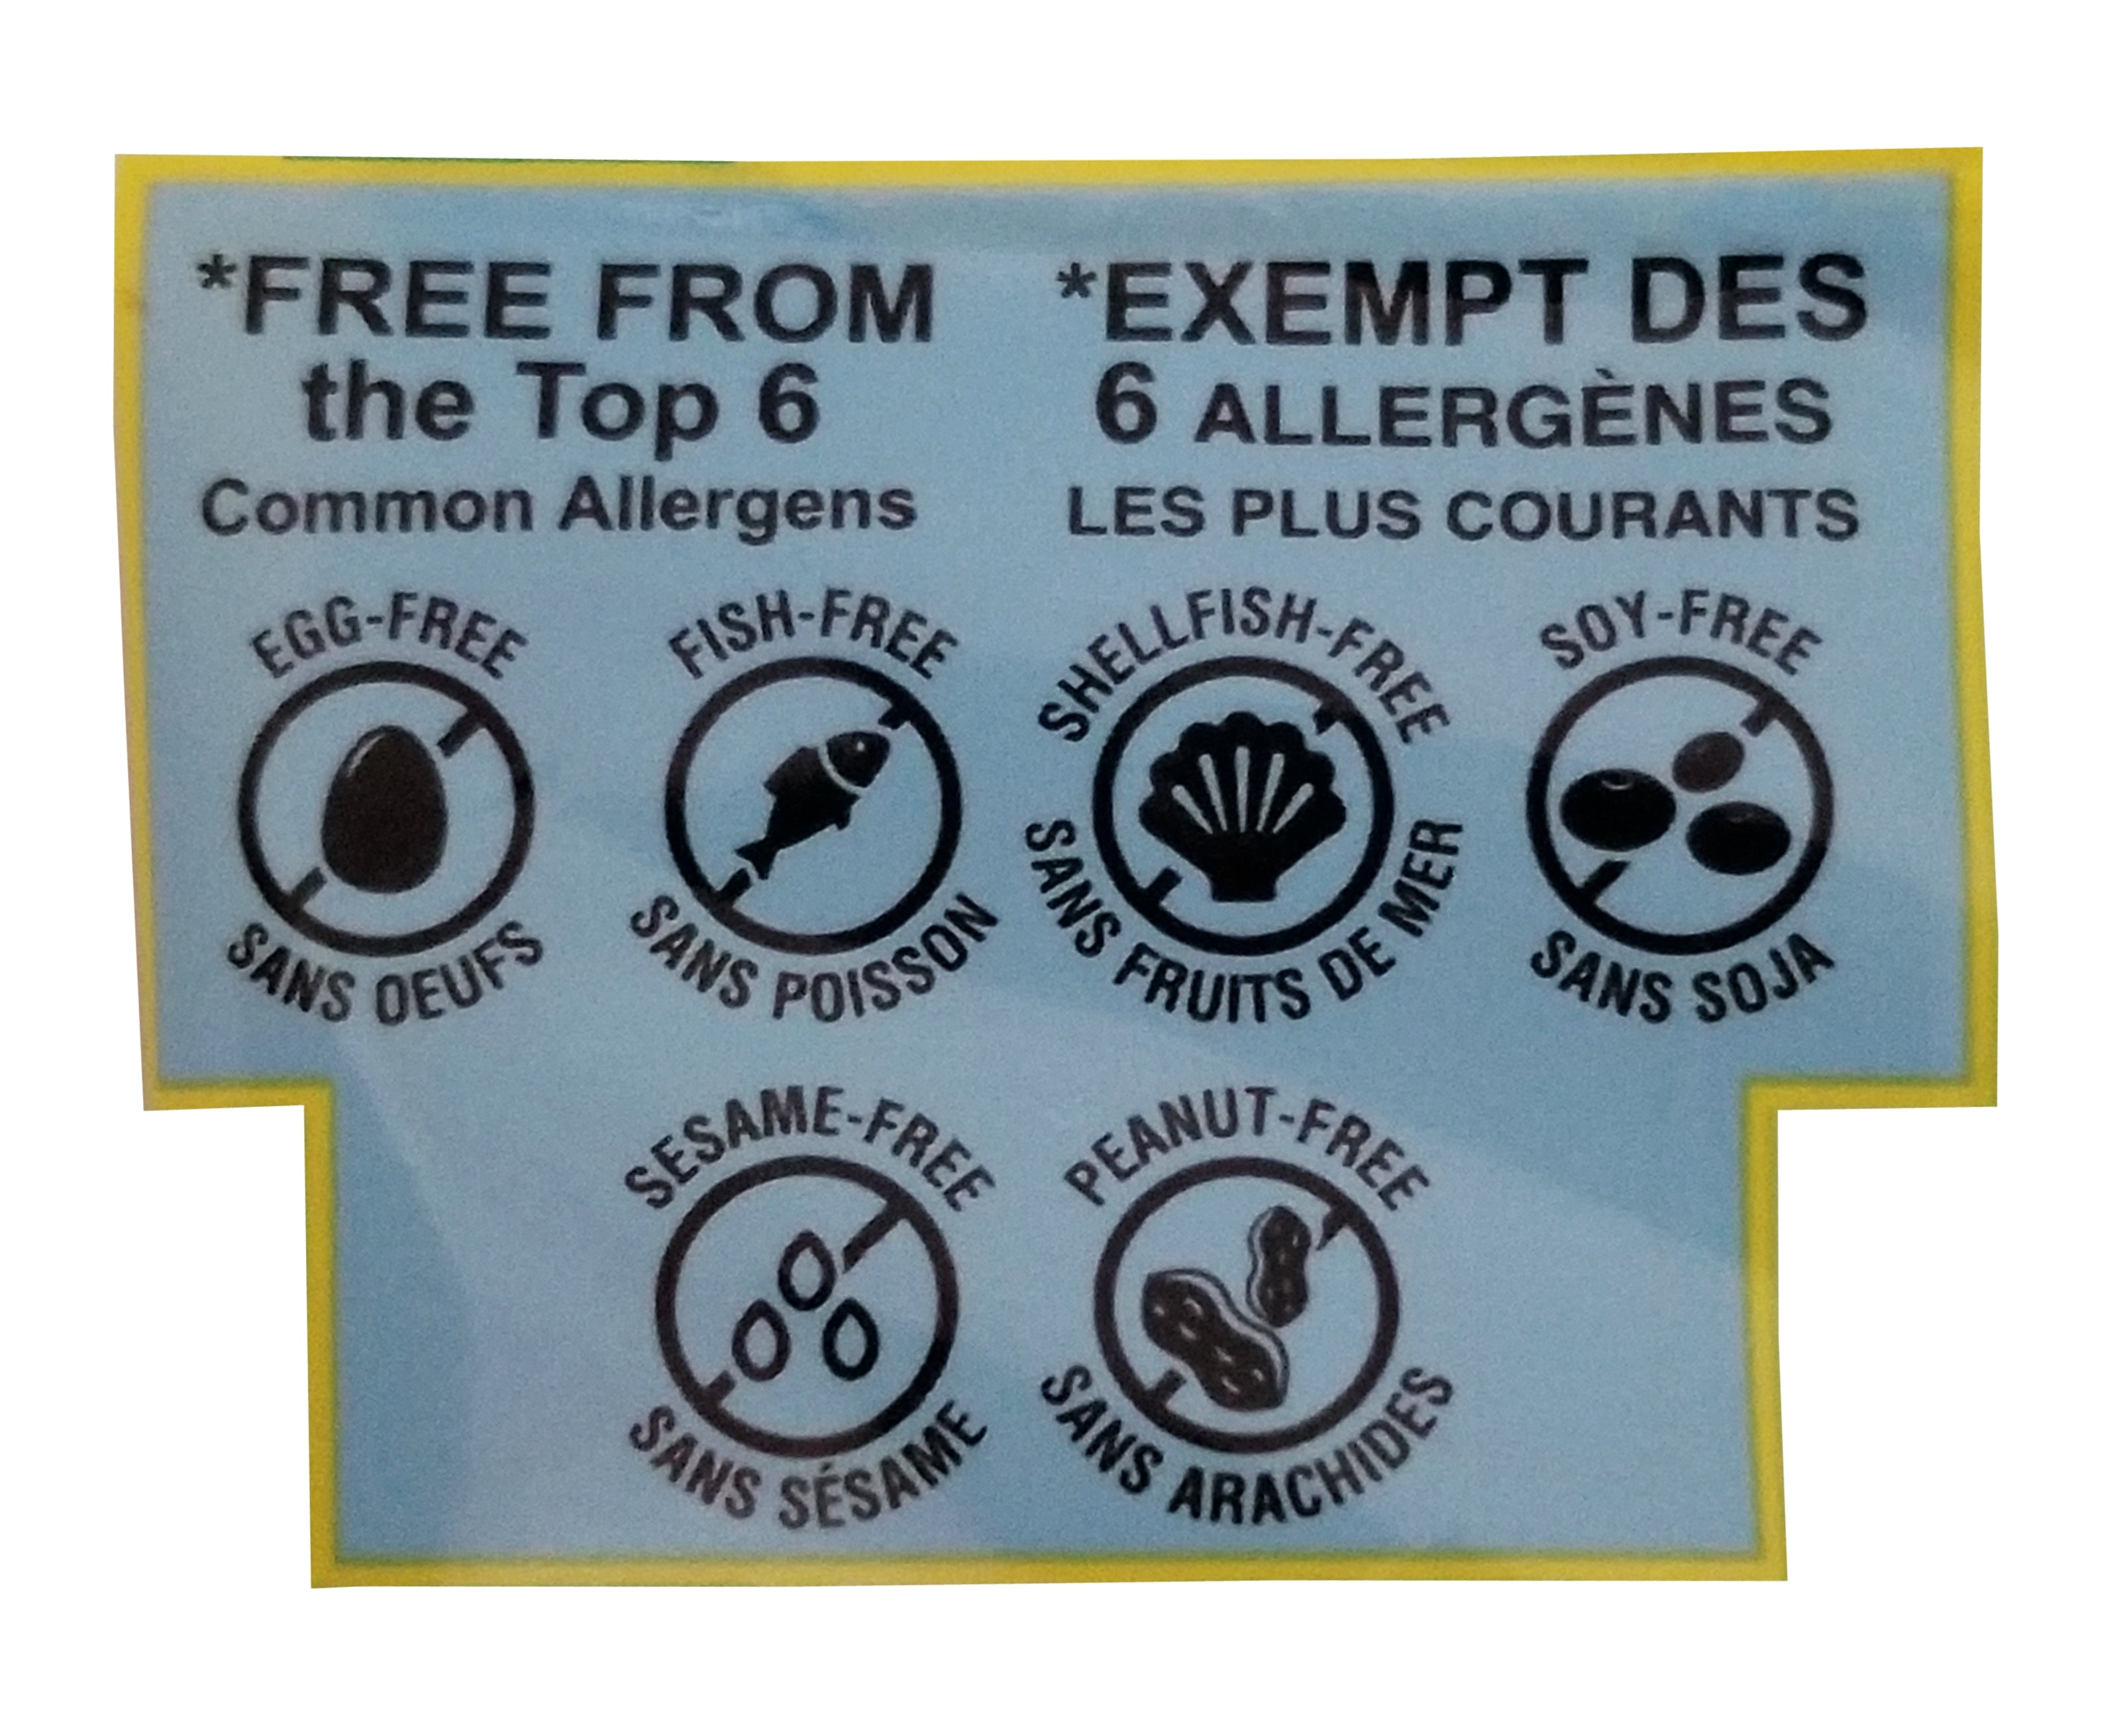 *FREE FROM
the Top 6
Common Allergens
*EXEMPT DES
6 ALLERGÈNES
LES PLUS COURANTS
EGG-FREE
SANS OEUFS
FISH-FREE
SANS POISSON
SHELLFISH-FREE
SANS FRUITS DE MER
SOY-FREE
SANS SOJA
SESAME-FREE
SANS SÉSAME
PEANUT-FREE
SANS ARACHIDES